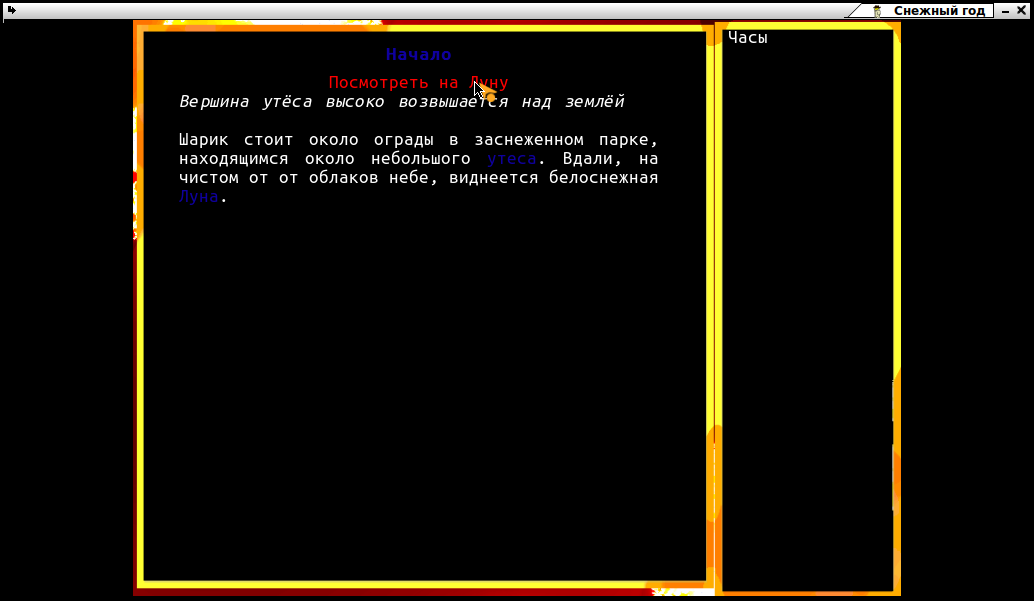 Снежный год
Начало
Посмотреть на Луну
Вершина утёса высоко возвышается над землёй
Шарик стоит около ограды в заснеженном парке,
находящимся около небольшого утеса. Вдали, на
чистом от от облаков небе, виднеется белоснежная
Луна.
Часы